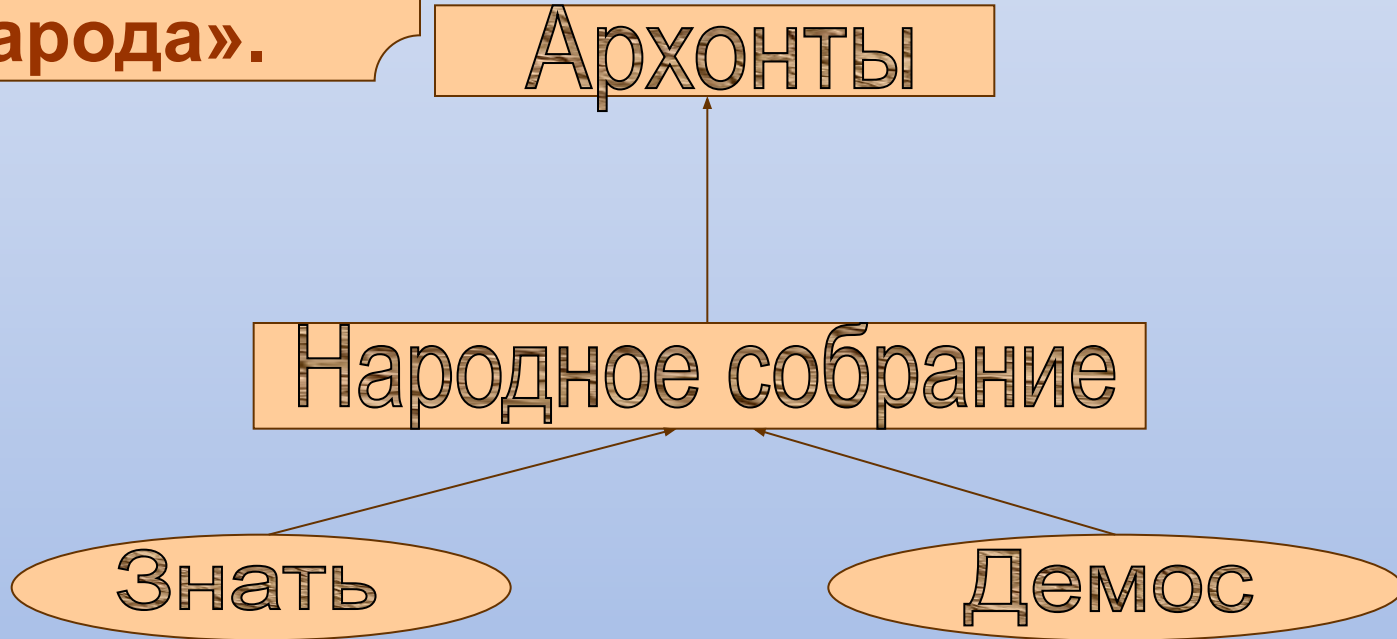 арода».
Архонты
Народное собрание
Знать
Демос